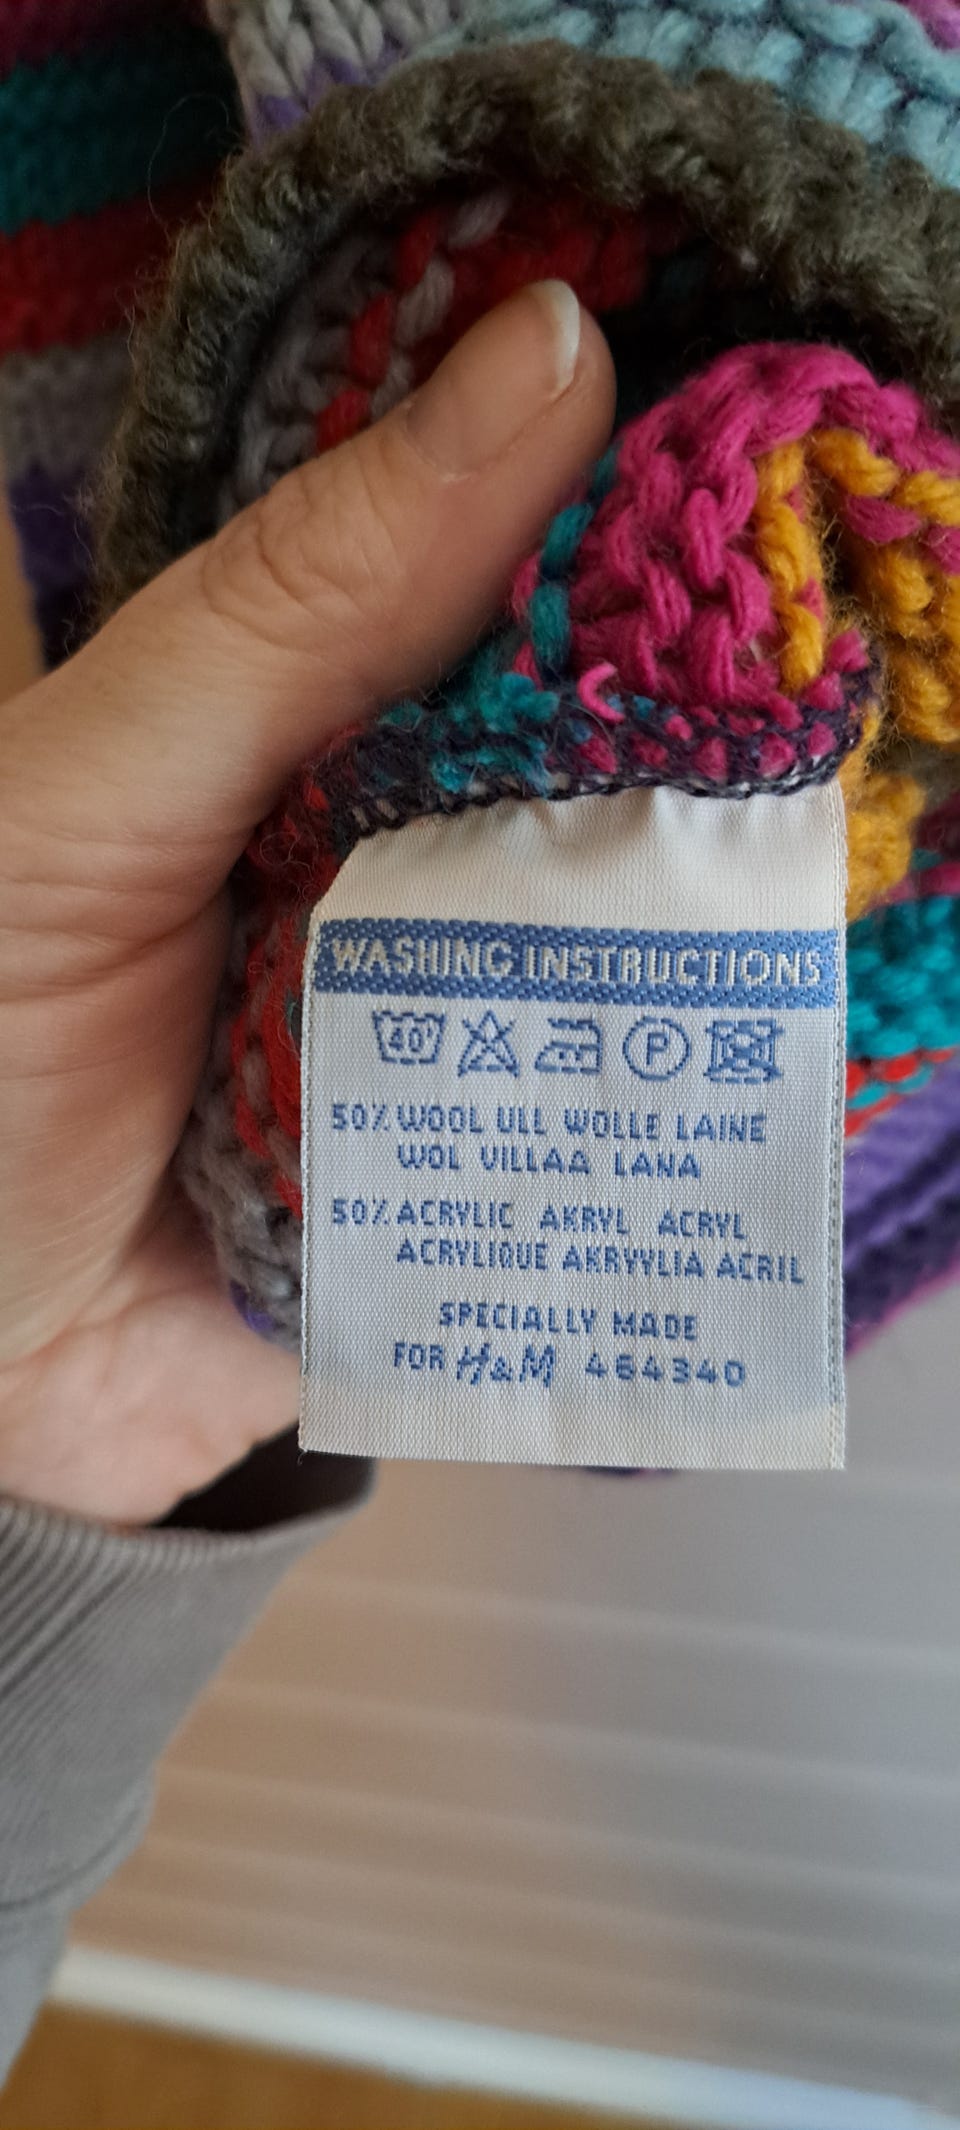 WASHING INSTRUCTIONS
40° P
50% WOOL ULL WOLLE LAINE
WOL VILLAA LANA
50% ACRYLIC AKRYL ACRYL
ACRYLIQUE AKRYYLIA ACRIL
SPECIALLY MADE
FOR H&M 464340